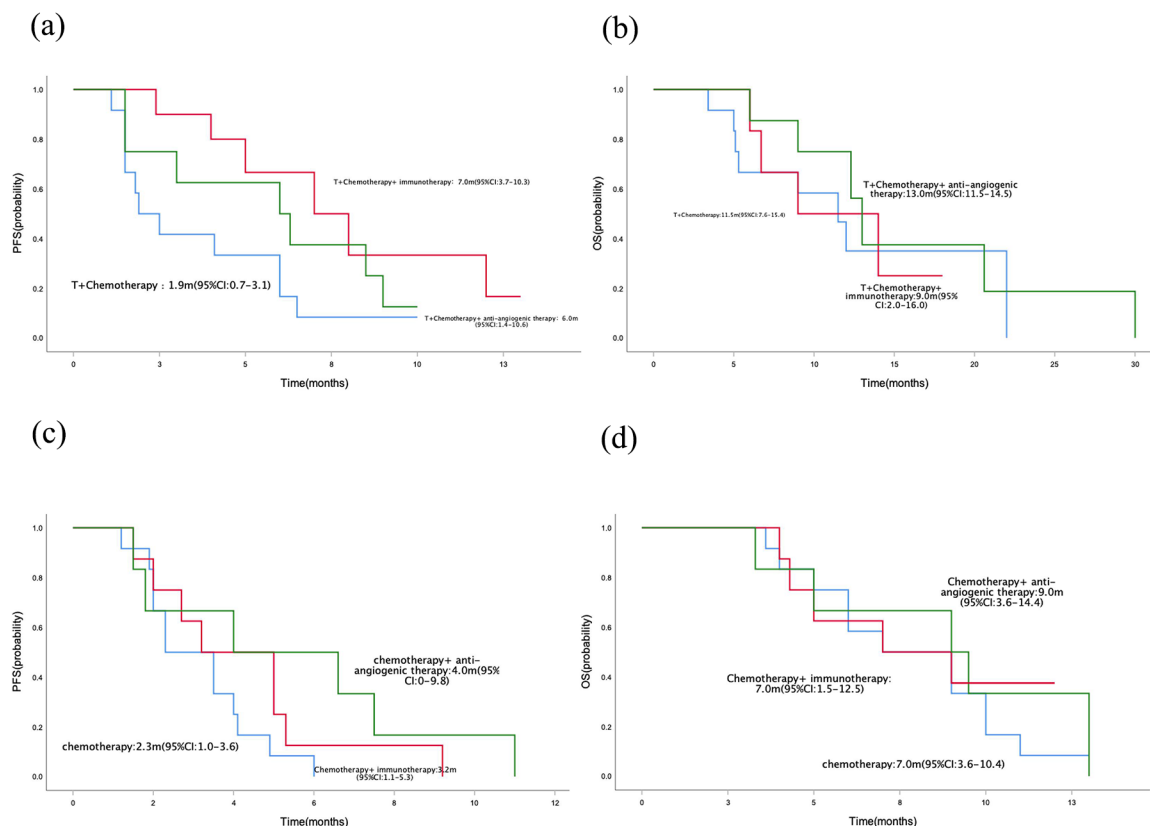 (a)
(b)
1.0
0.8
0.6
0.4
0.2
0.0
PFS(probability)
T+Chemotherapy+ immunotherapy: 7.0m(95%CI:3.7-10.3)
T+Chemotherapy : 1.9m(95%CI:0.7-3.1)
T+Chemotherapy+ anti-angiogenic therapy: 6.0m
(95%CI:1.4-10.6)
0
3
5
8
10
13
Time(months)
1.0
0.8
0.6
0.4
0.2
0.0
OS(probability)
T+Chemotherapy+ anti-angiogenic
therapy:13.0m(95%CI:11.5-14.5)
T+Chemotherapy:11.5m(95%CI:7.6-15.4)
T+Chemotherapy+
immunotherapy:9.0m(95%
CI:2.0-16.0)
0
5
10
15
20
25
30
Time(months)
(c)
(d)
1.0
0.8
0.6
0.4
0.2
0.0
PFS(probability)
chemotherapy+ anti-
angiogenic therapy:4.0m(95%
CI:0-9.8)
chemotherapy:2.3m(95%CI:1.0-3.6)
Chemotherapy+ immunotherapy:3.2m
(95%CI:1.1-5.3)
0
2
4
6
8
10
12
Time(months)
1.0
0.8
0.6
0.4
0.2
0.0
OS(probability)
Chemotherapy+ anti-
angiogenic therapy:9.0m
(95%CI:3.6-14.4)
Chemotherapy+ immunotherapy:
7.0m(95%CI:1.5-12.5)
chemotherapy:7.0m(95%CI:3.6-10.4)
0
3
5
8
10
13
Time(months)